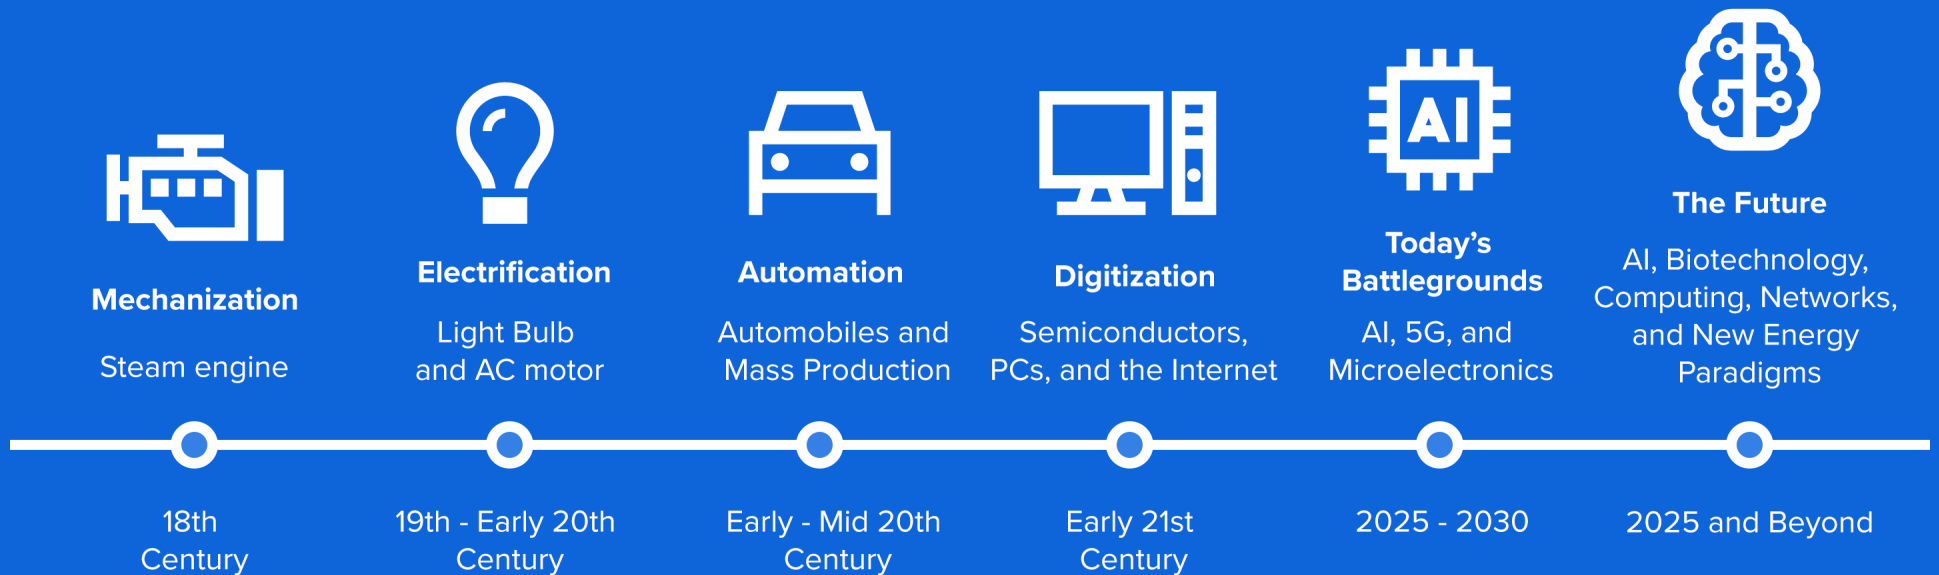 Mechanization
Steam engine
18th
Century
Electrification
Light Bulb
and AC motor
19th - Early 20th
Century
Automation
Automobiles and
Mass Production
Early - Mid 20th
Century
Digitization
Semiconductors,
PCs, and the Internet
Early 21st
Century
AI
Today's
Battlegrounds
AI, 5G, and
Microelectronics
2025 - 2030
The Future
AI, Biotechnology,
Computing, Networks,
and New Energy
Paradigms
2025 and Beyond